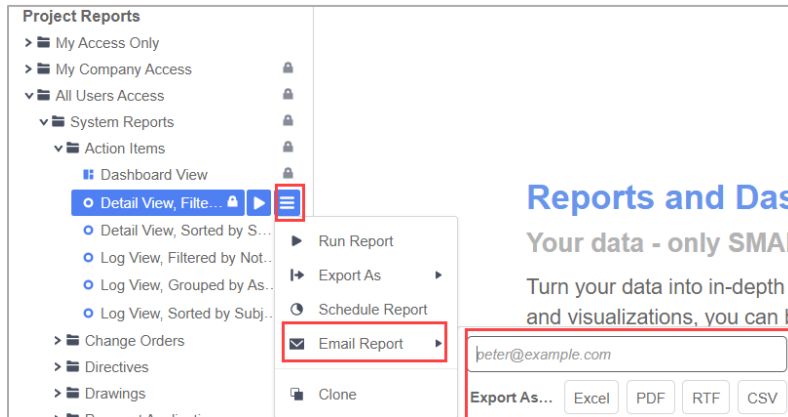 Project Reports
My Access Only
My Company Access
All Users Access
System Reports
Action Items
Dashboard View
Detail View, Filte...
Detail View, Sorted by S...
Log View, Filtered by Not...
Log View, Grouped by As...
Log View, Sorted by Subj...
Change Orders
Directives
Drawings
Run Report
Export As
Schedule Report
Email Report
Clone
peter@example.com
Export As... Excel PDF RTF CSV
Reports and Das
Your data - only SMA
Turn your data into in-depth
and visualizations, you can